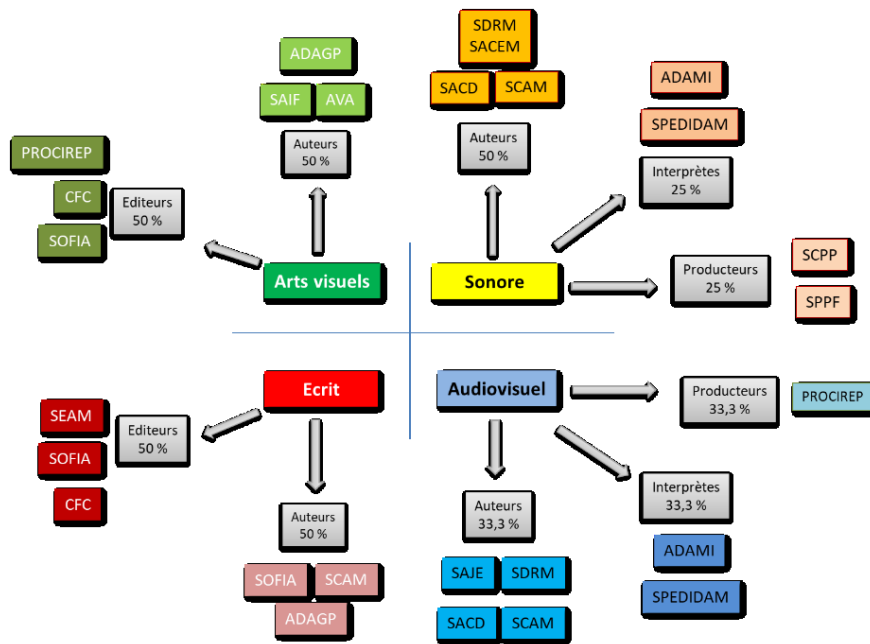 ADAGP
SAIF AVA
Auteurs
50 %
PROCIREP
CFC
SOFIA
Editeurs
50 %
Arts visuels
SDRM
SACEM
SACD SCAM
Auteurs
50 %
ADAMI
SPEDIDAM
Interprètes
25 %
Sonore
Producteurs
25 %
SCPP
SPPF
Ecrit
SEAM
SOFIA
CFC
Editeurs
50 %
Auteurs
50 %
SOFIA SCAM
ADAGP
Audiovisuel
Producteurs
33,3 %
PROCIREP
Interprètes
33,3 %
ADAMI
SPEDIDAM
Auteurs
33,3 %
SAJE SDRM
SACD SCAM